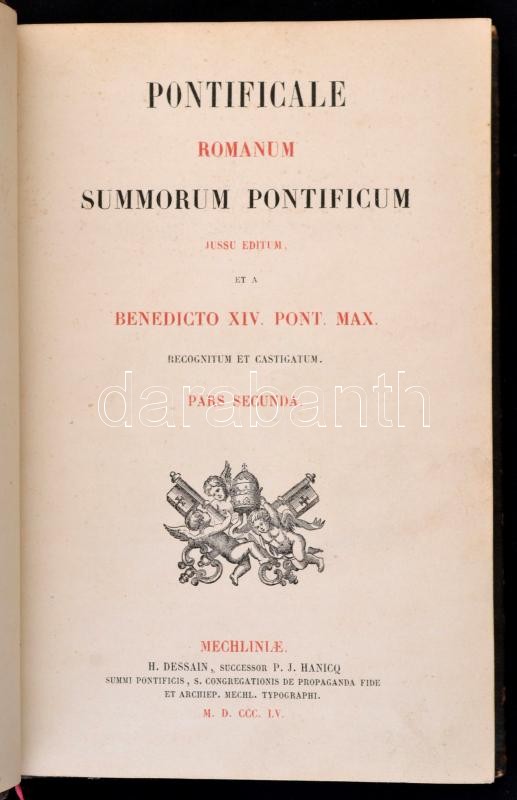 PONTIFICALE
ROMANUM
SUMMORUM PONTIFICUM
JUSSU EDITUM,
ET A
BENEDICTO XIV. PONT. MAX.
RECOGNITUM ET CASTIGATUM.
PARS SECUNDA.
darabanth
MECHLINIÆ.
H. DESSAIN, SUCCESSOR P. J. HANICQ
SUMMI PONTIFICIS, S. CONGREGATIONIS DE PROPAGANDA FIDE
ET ARCHIEP. MECHL. TYPOGRAPHI.
M. D. CCC. LV.